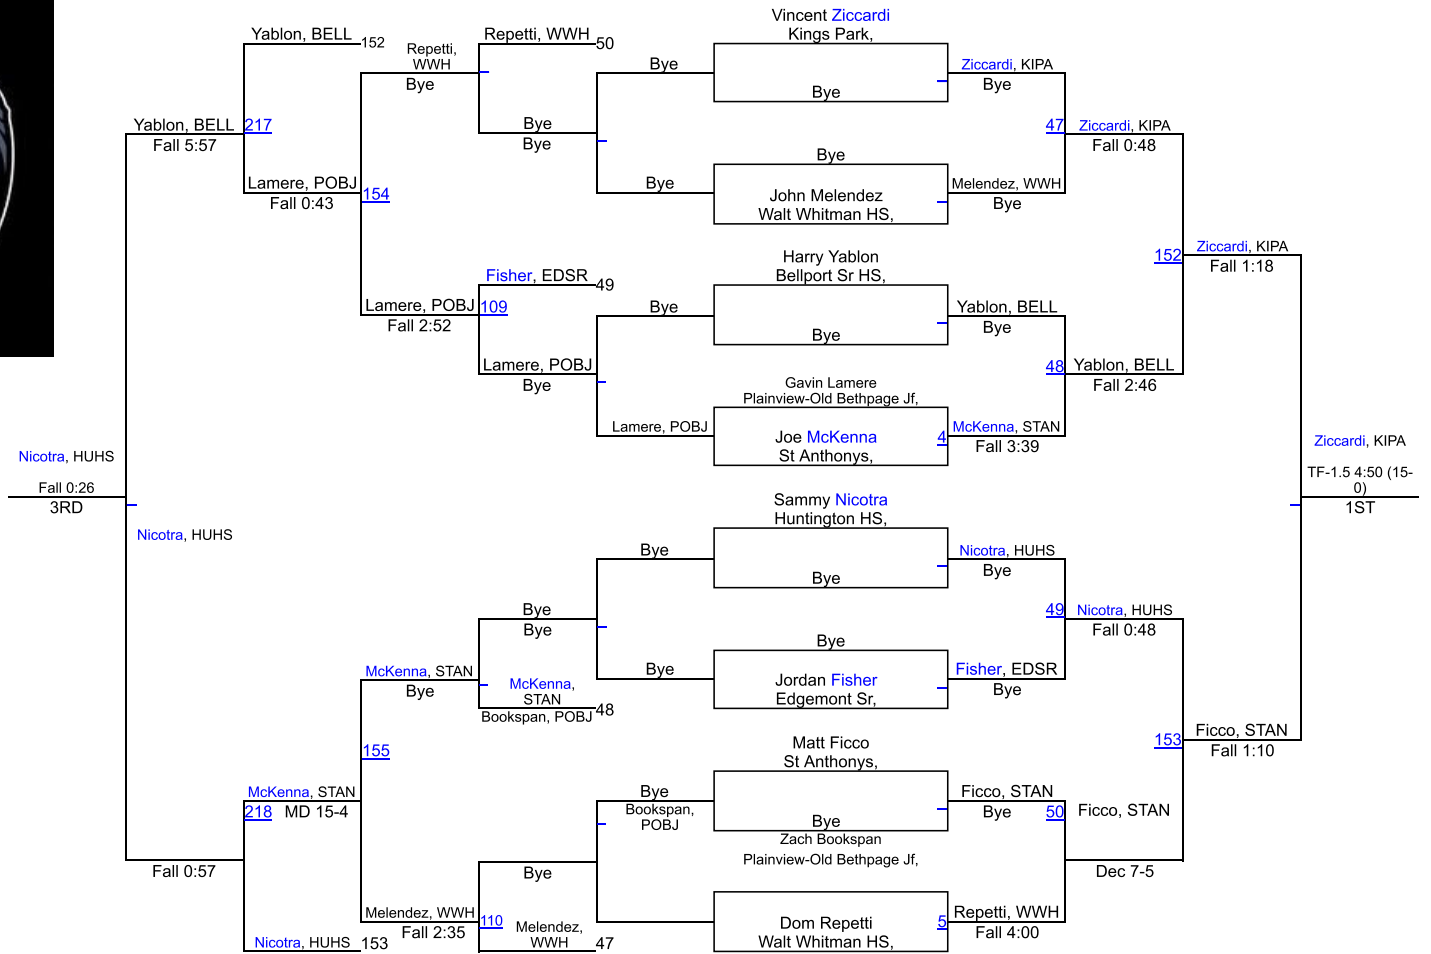 Vincent Ziccardi
Kings Park,
Yablon, BELL
152
Repetti,
WWH
Bye
Repetti, WWH
50
Bye
Bye
Ziccardi, KIPA
Bye
Yablon, BELL
217
Fall 5:57
Bye
Bye
47
Ziccardi, KIPA
Fall 0:48
Bye
Lamere, POBJ
154
Fall 0:43
Bye
John Melendez
Walt Whitman HS,
Melendez, WWH
Bye
152
Ziccardi, KIPA
Fall 1:18
Harry Yablon
Bellport Sr HS,
Fisher, EDSR
49
Lamere, POBJ
109
Fall 2:52
Bye
Bye
Yablon, BELL
Bye
Lamere, POBJ
Bye
48
Yablon, BELL
Fall 2:46
Gavin Lamere
Plainview-Old Bethpage Jf,
Lamere, POBJ
Joe McKenna
St Anthonys,
4
McKenna, STAN
Fall 3:39
Nicotra, HUHS
Fall 0:26
3RD
Nicotra, HUHS
Ziccardi, KIPA
TF-1.5 4:50 (15-
0)
1ST
Sammy Nicotra
Huntington HS,
Bye
Bye
Nicotra, HUHS
Bye
Bye
Bye
49
Nicotra, HUHS
Fall 0:48
Bye
McKenna, STAN
Bye
McKenna,
STAN
Bookspan, POBJ
48
Bye
Jordan Fisher
Edgemont Sr,
Fisher, EDSR
Bye
155
153
Ficco, STAN
Fall 1:10
Matt Ficco
St Anthonys,
McKenna, STAN
218
MD 15-4
Bye
Bookspan,
POBJ
Bye
Zach Bookspan
Plainview-Old Bethpage Jf,
Ficco, STAN
Bye
50
Ficco, STAN
Fall 0:57
Bye
Dec 7-5
Melendez, WWH
110
Fall 2:35
Melendez,
WWH
47
Dom Repetti
Walt Whitman HS,
5
Repetti, WWH
Fall 4:00
Nicotra, HUHS
153